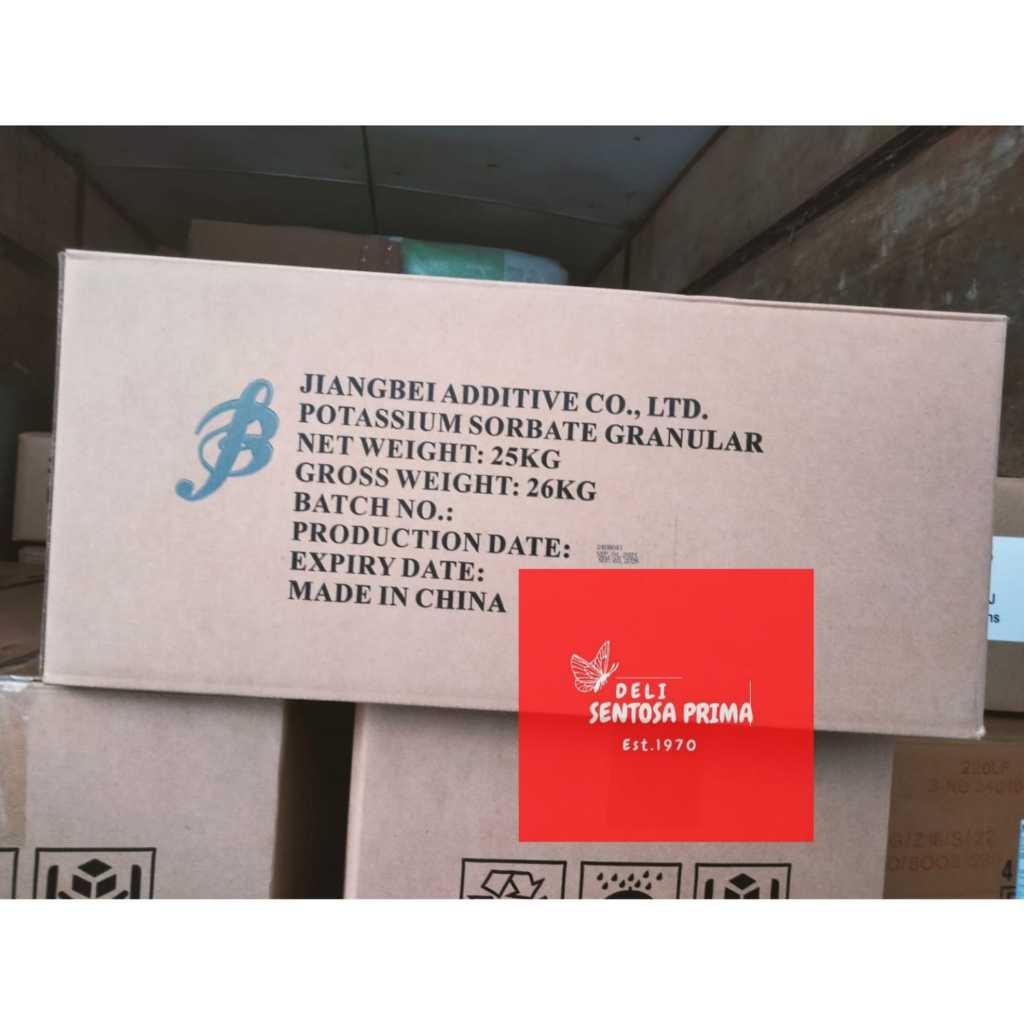 JIANGBEI ADDITIVE CO., LTD.
POTASSIUM SORBATE GRANULAR
NET WEIGHT: 25KG
GROSS WEIGHT: 26KG
BATCH NO.:
PRODUCTION DATE:
EXPIRY DATE:
MADE IN CHINA
DELI
SENTOSA PRIMA
Est.1970